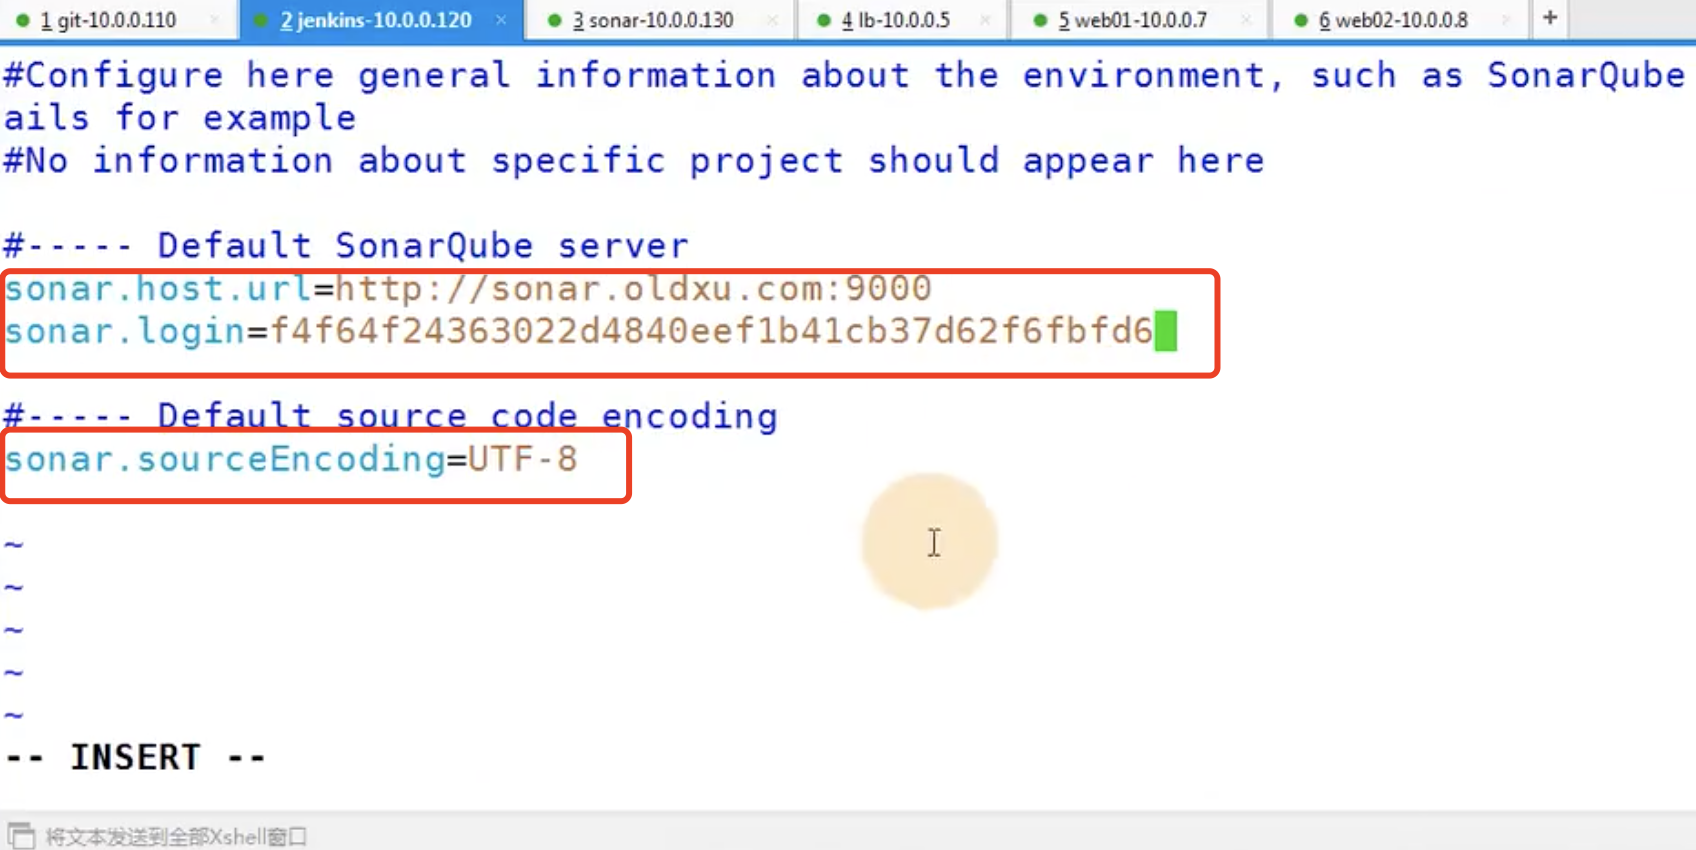 1 git-10.0.0.110 × 2 jenkins-10.0.0.120 × 3 sonar-10.0.0.130 × 4 lb-10.0.0.5 × 5 web01-10.0.0.7 × 6 web02-10.0.0.8 × +
#Configure here general information about the environment, such as SonarQube
ails for example
#No information about specific project should appear here
#----- Default SonarQube server
sonar.host.url=http://sonar.oldxu.com:9000
sonar.login=f4f64f24363022d4840eef1b41cb37d62f6fbfd6
#----- Default source code encoding
sonar.sourceEncoding=UTF-8
~
~
~
~
~
-- INSERT --
将文本发送到全部Xshell窗口